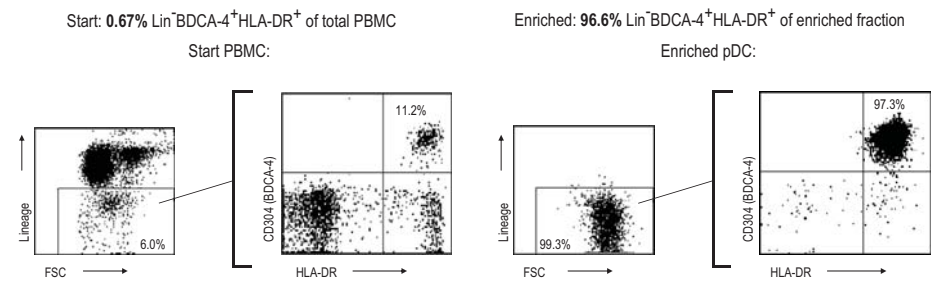 Start: 0.67% Lin⁻BDCA-4⁺HLA-DR⁺ of total PBMC
Start PBMC:
11.2%
Lineage
6.0%
FSC
CD304 (BDCA-4)
HLA-DR
Enriched: 96.6% Lin⁻BDCA-4⁺HLA-DR⁺ of enriched fraction
Enriched pDC:
97.3%
Lineage
99.3%
FSC
CD304 (BDCA-4)
HLA-DR